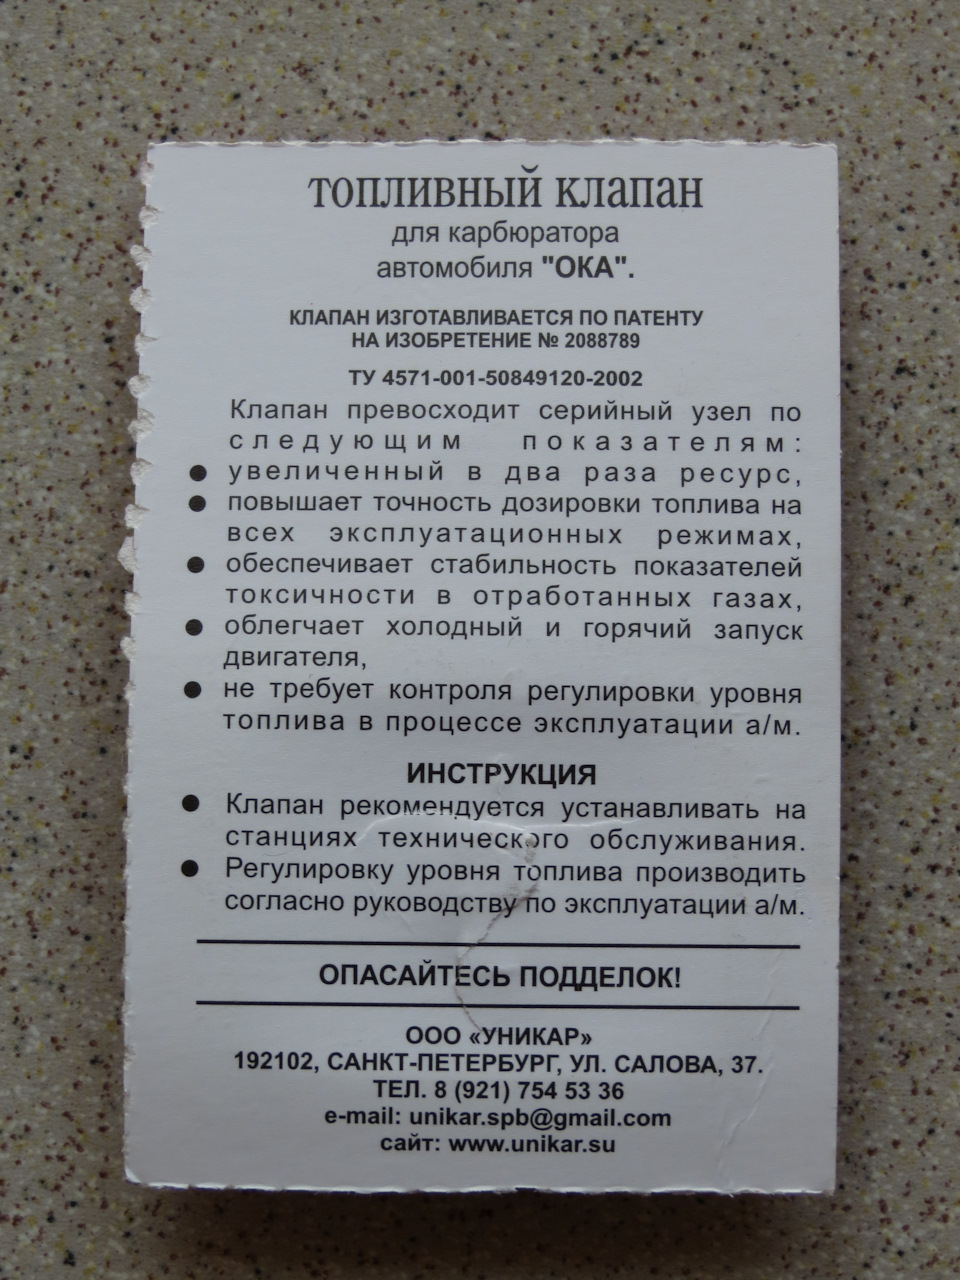 ТОПЛИВНЫЙ КЛАПАН
для карбюратора
автомобиля "ОКА".
КЛАПАН ИЗГОТАВЛИВАЕТСЯ ПО ПАТЕНТУ
НА ИЗОБРЕТЕНИЕ № 2088789
ТУ 4571-001-50849120-2002
Клапан превосходит серийный узел по
следующим показателям:
● увеличенный в два раза ресурс,
● повышает точность дозировки топлива на
всех эксплуатационных режимах,
● обеспечивает стабильность показателей
токсичности в отработанных газах,
● облегчает холодный и горячий запуск
двигателя,
● не требует контроля регулировки уровня
топлива в процессе эксплуатации а/м.
ИНСТРУКЦИЯ
● Клапан рекомендуется устанавливать на
станциях технического обслуживания.
● Регулировку уровня топлива производить
согласно руководству по эксплуатации а/м.
ОПАСАЙТЕСЬ ПОДДЕЛОК!
ООО «УНИКАР»
192102, САНКТ-ПЕТЕРБУРГ, УЛ. САЛОВА, 37.
ТЕЛ. 8 (921) 754 53 36
e-mail: unikar.spb@gmail.com
сайт: www.unikar.su